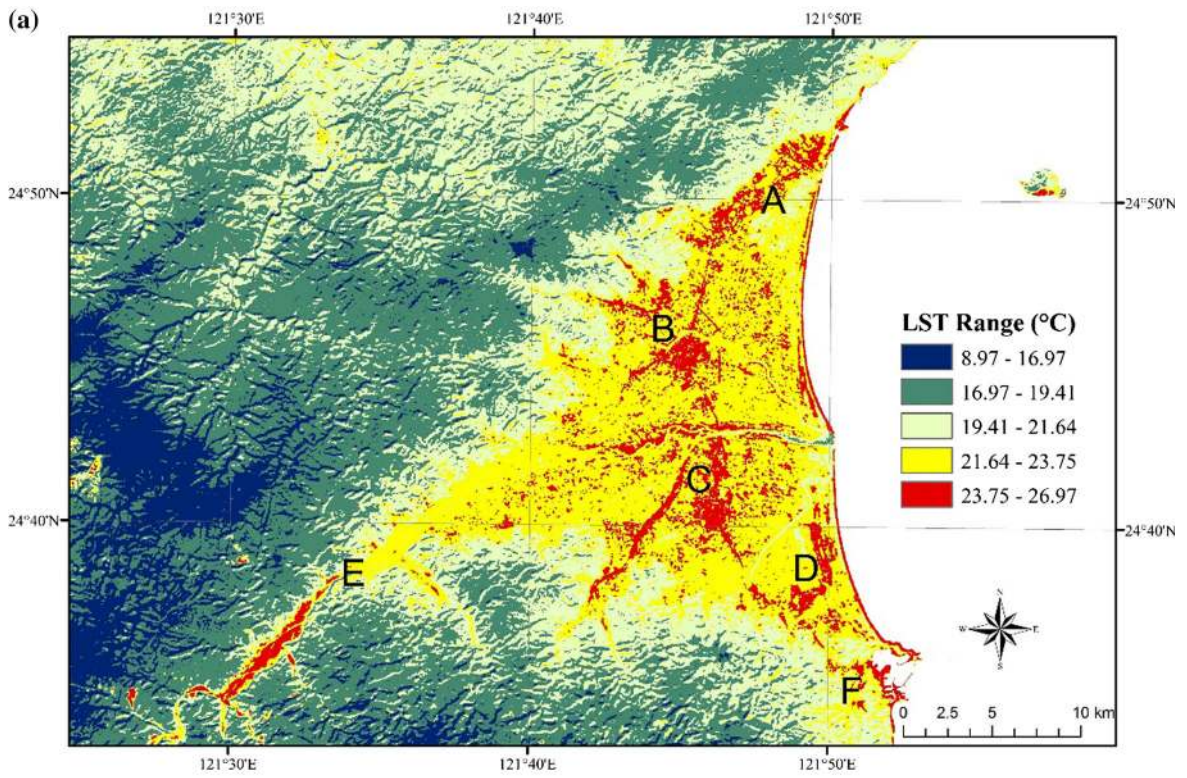 (a)
121°30'E 121°40'E 121°50'E
24°50'N 24°50'N
A
B
C
D
E
F
LST Range (°C)
8.97 - 16.97
16.97 - 19.41
19.41 - 21.64
21.64 - 23.75
23.75 - 26.97
24°40'N 24°40'N
N
W E
S
0 2.5 5 10 km
121°30'E 121°40'E 121°50'E